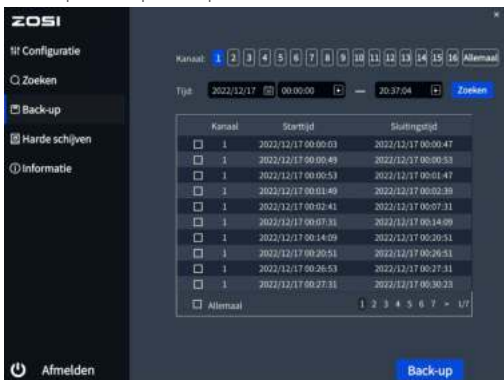 ZOSI
Configuratie
Zoeken
Back-up
Harde schijven
Informatie
Afmelden
Kanaal: 1 2 3 4 5 6 7 8 9 10 11 12 13 14 15 16 Allemaal
Tijd: 2022/12/17 00:00:00 — 20:37:04 Zoeken
Kanaal Starttijd Sluitingstijd
1 2022/12/17 00:00:03 2022/12/17 00:00:47
1 2022/12/17 00:00:49 2022/12/17 00:00:53
1 2022/12/17 00:00:53 2022/12/17 00:01:47
1 2022/12/17 00:01:49 2022/12/17 00:02:39
1 2022/12/17 00:02:41 2022/12/17 00:07:31
1 2022/12/17 00:07:31 2022/12/17 00:14:09
1 2022/12/17 00:14:09 2022/12/17 00:20:51
1 2022/12/17 00:20:51 2022/12/17 00:26:51
1 2022/12/17 00:26:53 2022/12/17 00:27:31
1 2022/12/17 00:27:31 2022/12/17 00:30:23
Allemaal 1 2 3 4 5 6 7 > 1/7
Back-up